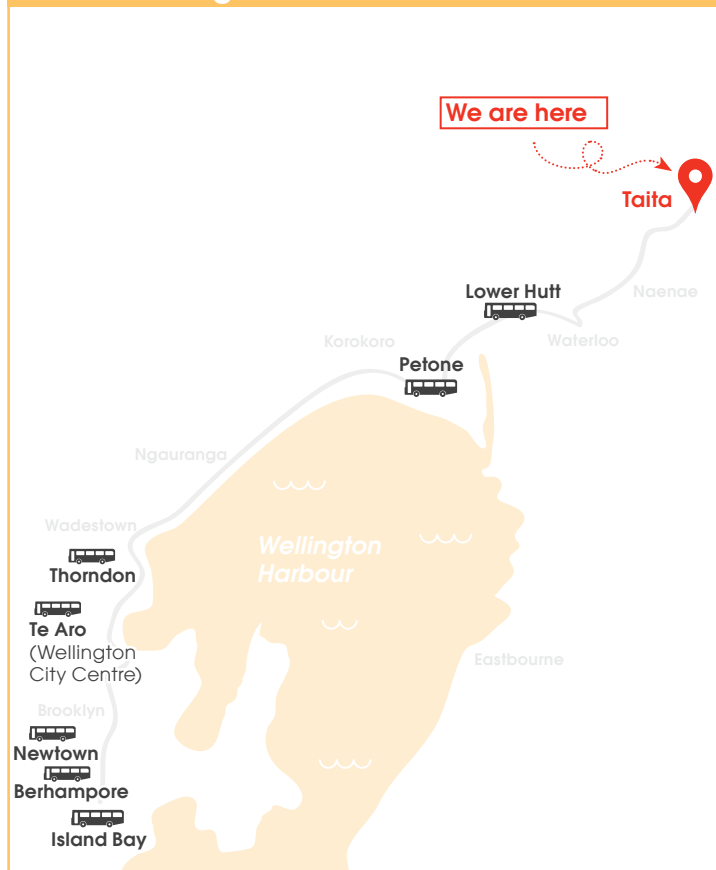 We are here
Taita
Naenae
Lower Hutt
Waterloo
Korokoro
Petone
Ngauranga
Wadestown
Wellington
Harbour
Thorndon
Te Aro
(Wellington
City Centre)
Eastbourne
Brooklyn
Newtown
Berhampore
Island Bay